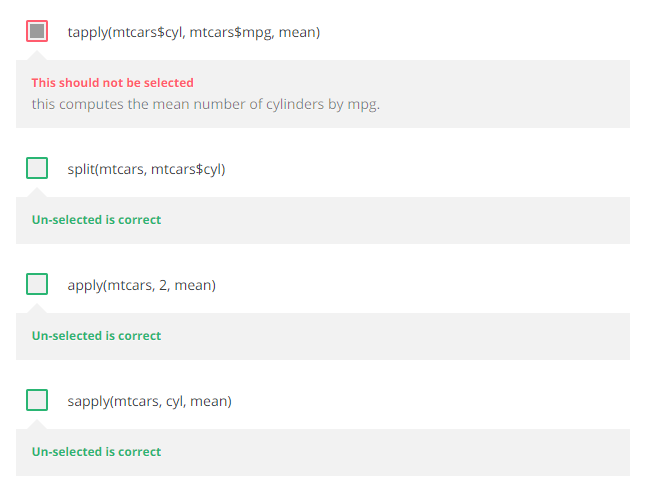 tapply(mtcars$cyl, mtcars$mpg, mean)
This should not be selected
this computes the mean number of cylinders by mpg.
split(mtcars, mtcars$cyl)
Un-selected is correct
apply(mtcars, 2, mean)
Un-selected is correct
sapply(mtcars, cyl, mean)
Un-selected is correct